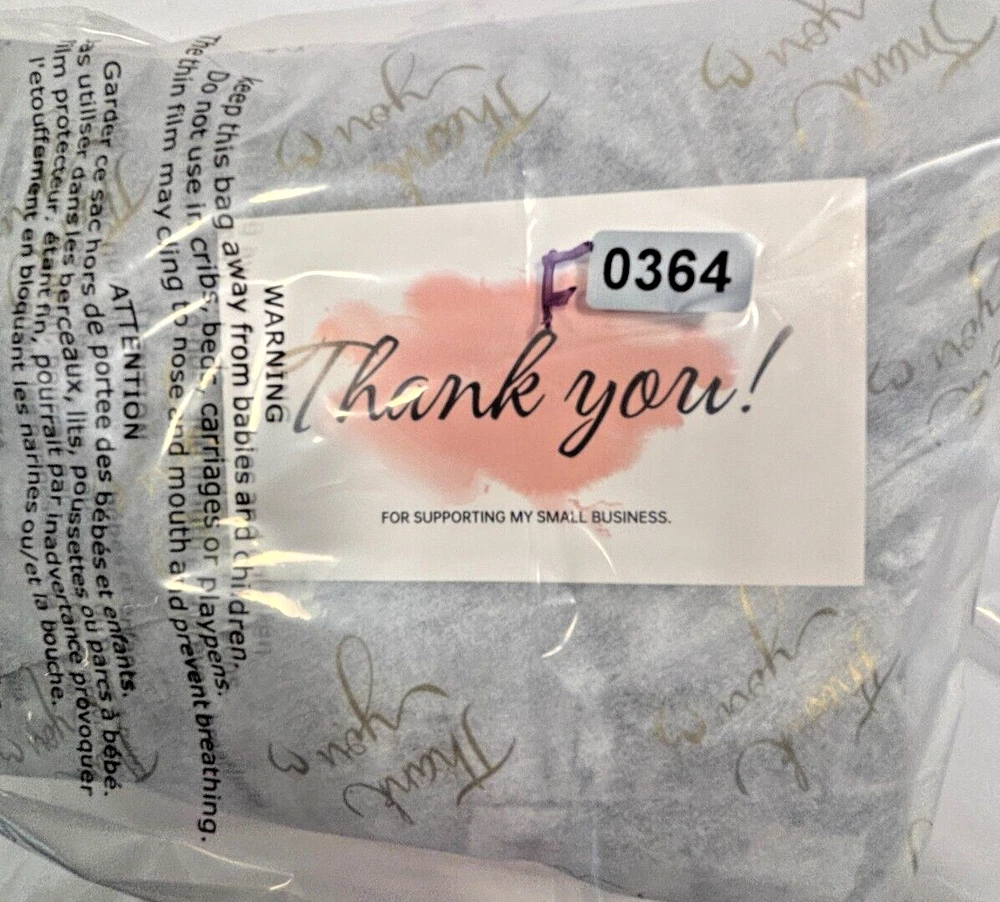 F 0364
Thank you!
FOR SUPPORTING MY SMALL BUSINESS.
WARNING
Keep this bag away from babies and children.
Do not use in cribs, beds, carriages or playpens.
The thin film may cling to nose and mouth and prevent breathing.
ATTENTION
Garder ce sac hors de portee des bébés et enfants.
pas utiliser dans les berceaux, lits, poussettes ou parcs à bébé.
film protecteur, étant fin, pourrait par inadvertance provoquer
l'etouffement en bloquant les narines ou/et la bouche.
Thank
you
Thank
you
Thank
you
Thank
you
you
you